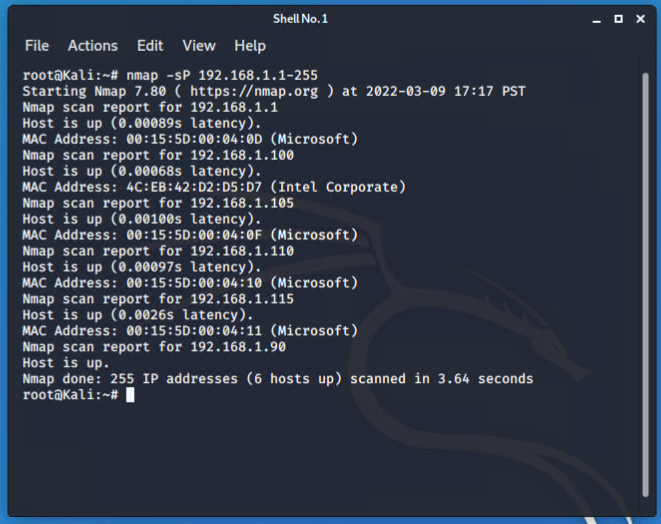 Shell No. 1
File Actions Edit View Help
root@Kali:~# nmap -sP 192.168.1.1-255
Starting Nmap 7.80 ( https://nmap.org ) at 2022-03-09 17:17 PST
Nmap scan report for 192.168.1.1
Host is up (0.00089s latency).
MAC Address: 00:15:5D:00:04:0D (Microsoft)
Nmap scan report for 192.168.1.100
Host is up (0.00068s latency).
MAC Address: 4C:EB:42:D2:D5:D7 (Intel Corporate)
Nmap scan report for 192.168.1.105
Host is up (0.00100s latency).
MAC Address: 00:15:5D:00:04:0F (Microsoft)
Nmap scan report for 192.168.1.110
Host is up (0.00097s latency).
MAC Address: 00:15:5D:00:04:10 (Microsoft)
Nmap scan report for 192.168.1.115
Host is up (0.0026s latency).
MAC Address: 00:15:5D:00:04:11 (Microsoft)
Nmap scan report for 192.168.1.90
Host is up.
Nmap done: 255 IP addresses (6 hosts up) scanned in 3.64 seconds
root@Kali:~#